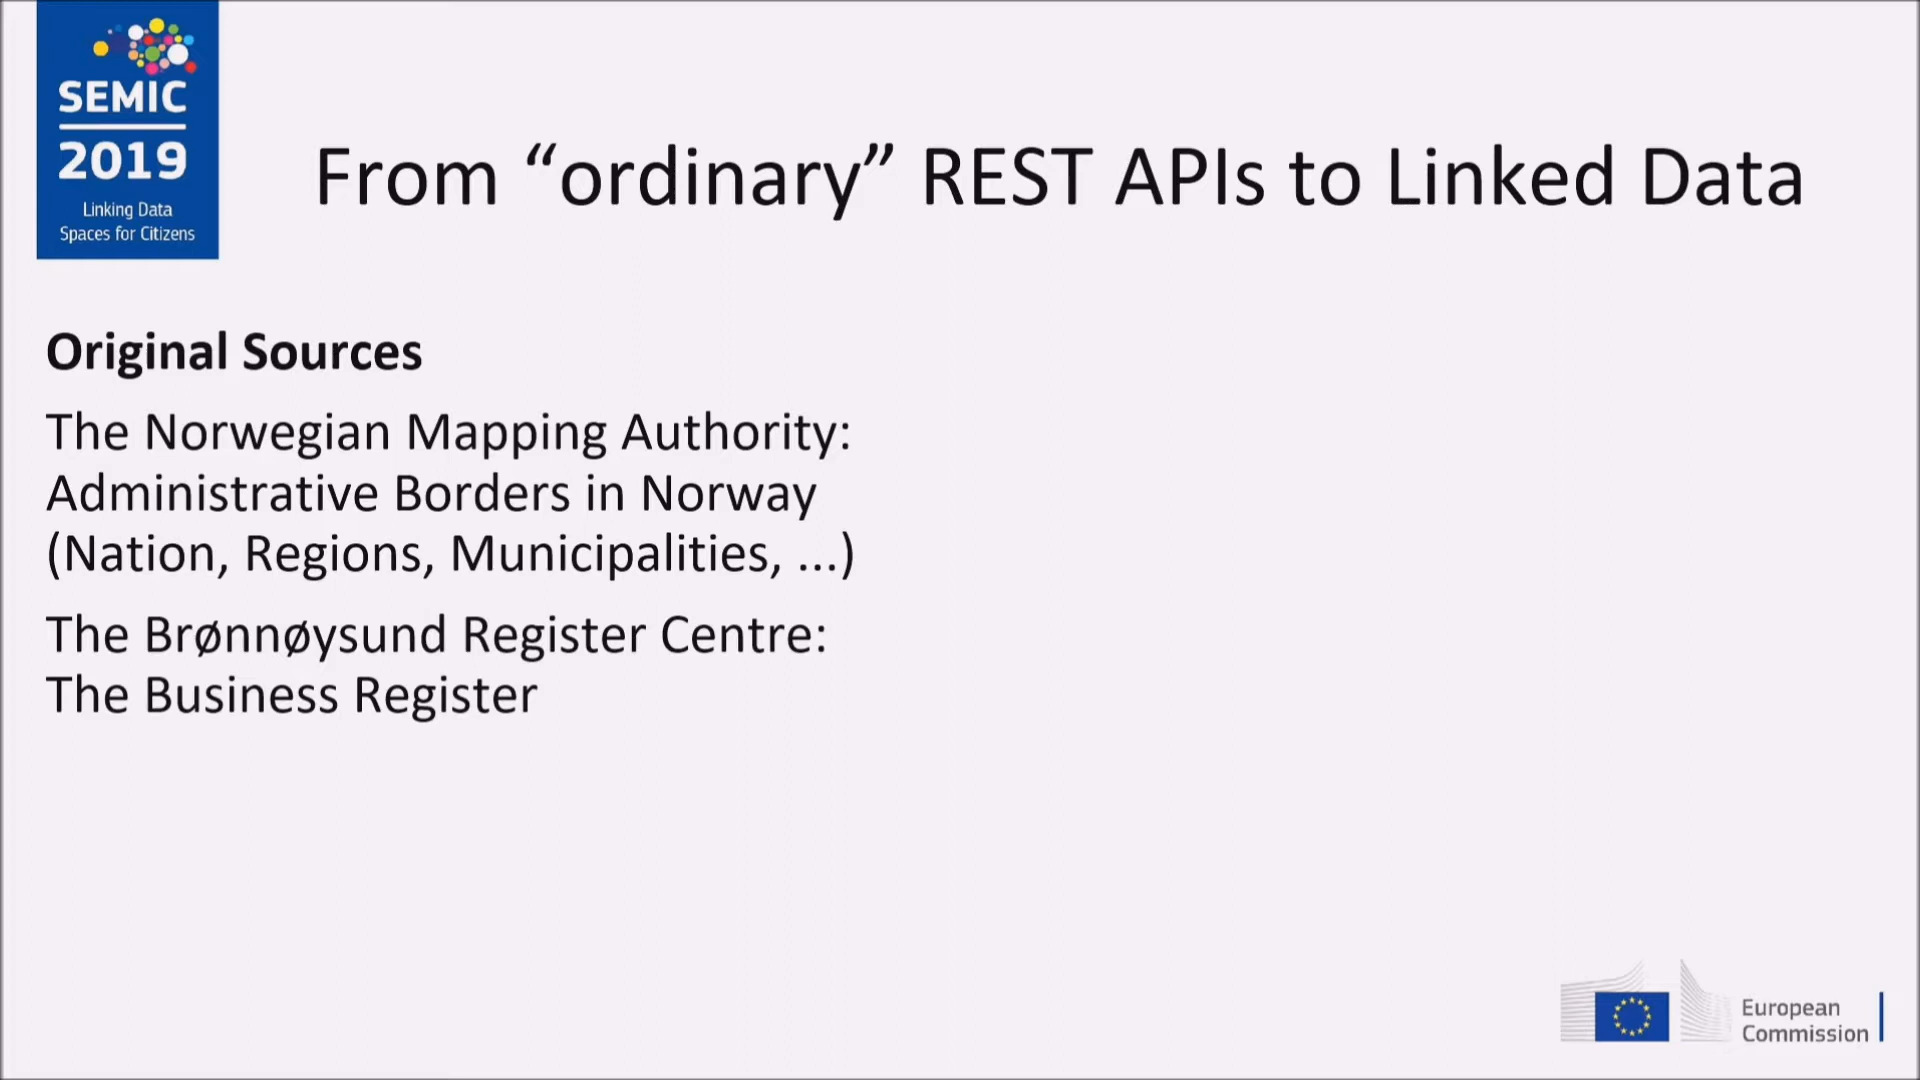 SEMIC
2019
Linking Data
Spaces for Citizens
From “ordinary” REST APIs to Linked Data
Original Sources
The Norwegian Mapping Authority:
Administrative Borders in Norway
(Nation, Regions, Municipalities, ...)
The Brønnøysund Register Centre:
The Business Register
European
Commission